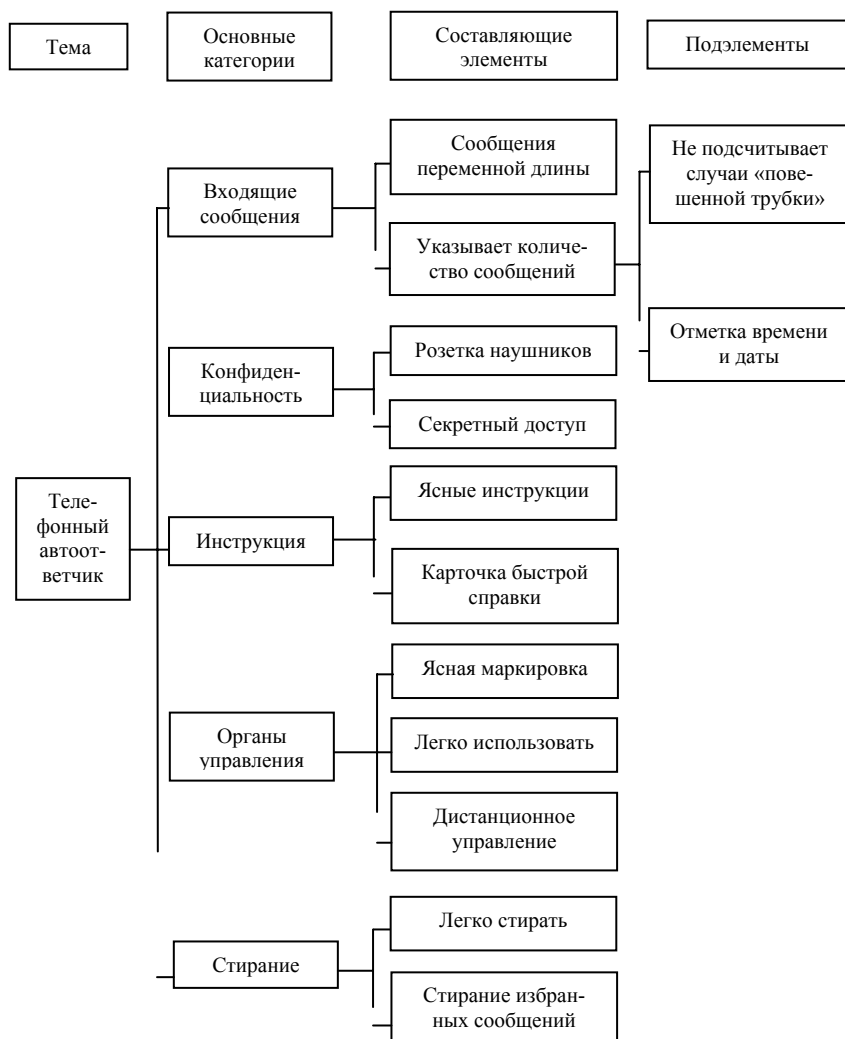 Тема
Основные
категории
Составляющие
элементы
Подэлементы
Сообщения
переменной длины
Не подсчитывает
случаи «пове-
шенной трубки»
Входящие
сообщения
Указывает количе-
ство сообщений
Отметка времени
и даты
Розетка наушников
Конфиден-
циальность
Секретный доступ
Ясные инструкции
Теле-
фонный
автоот-
ветчик
Инструкция
Карточка быстрой
справки
Ясная маркировка
Органы
управления
Легко использовать
Дистанционное
управление
Легко стирать
Стирание
Стирание избран-
ных сообщений